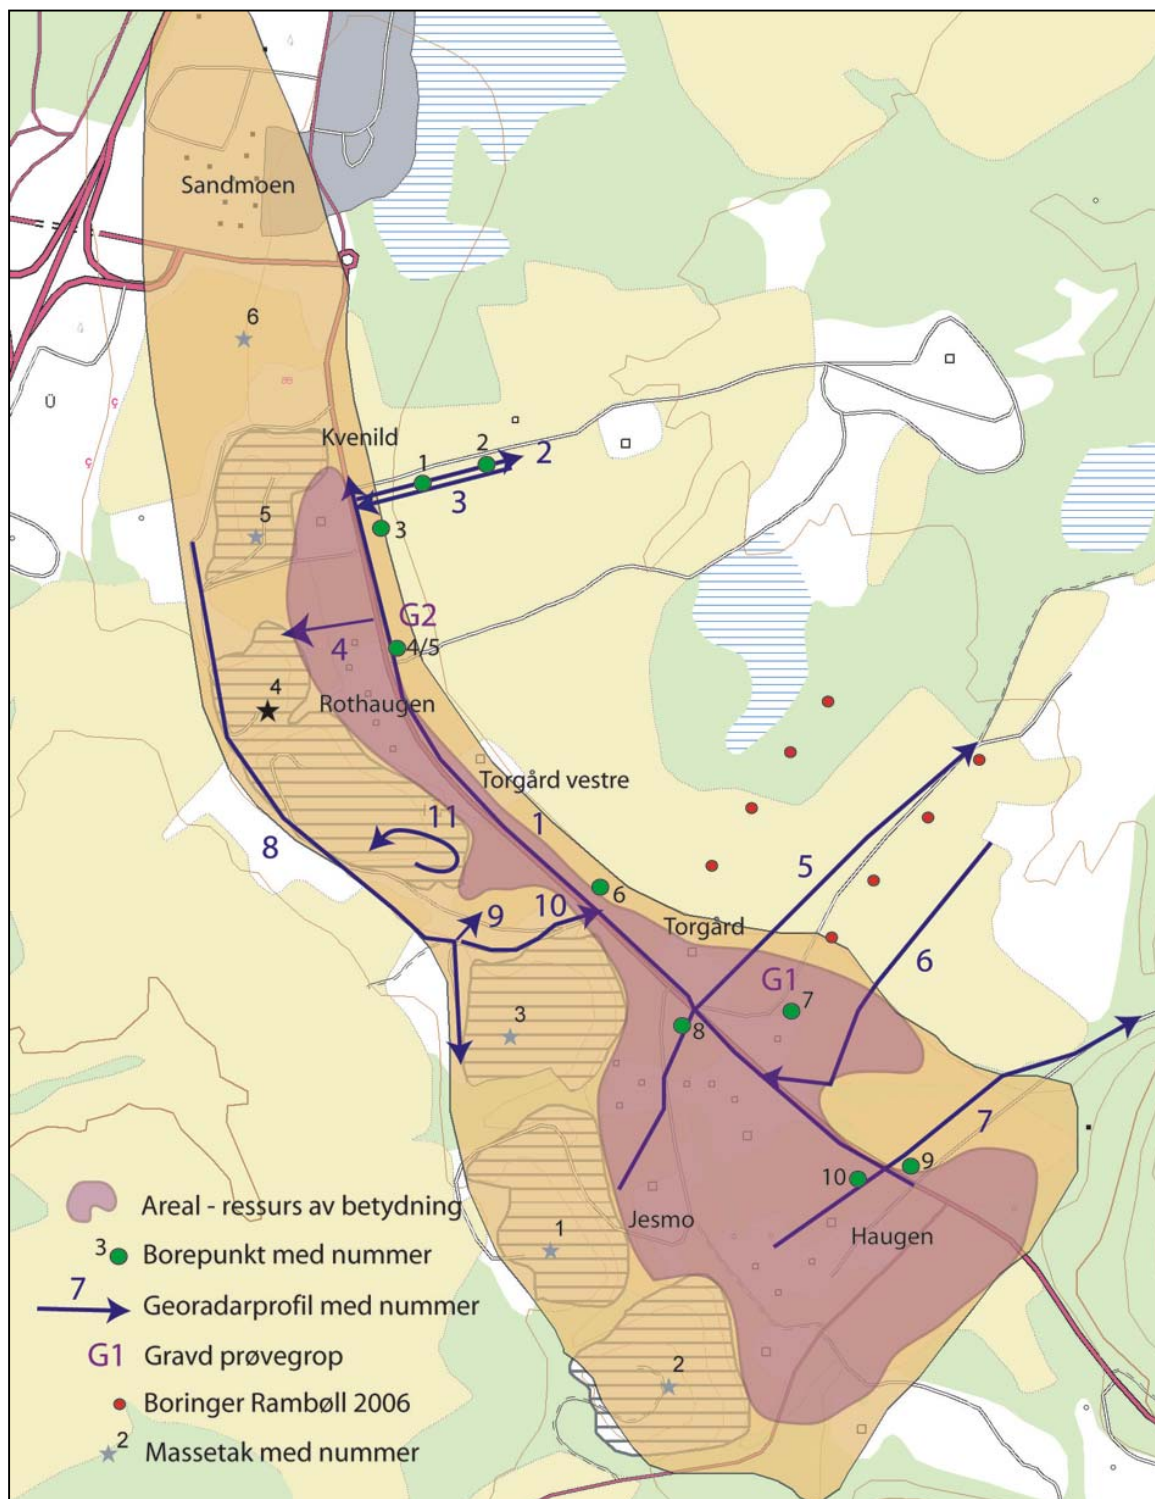 Sandmoen
6
Ü
ç
Kvenild
2
2
1
ç
3
5
3
G2
4
4/5
4
Rothaugen
Torgård vestre
1
11
8
5
6
9
10
Torgård
6
G1
7
3
8
7
9
10
Areal - ressurs av betydning
Jesmo
1
Haugen
3 Borepunkt med nummer
7 Georadarprofil med nummer
G1 Gravd prøvegrop
2
Boringer Rambøll 2006
2 Massetak med nummer